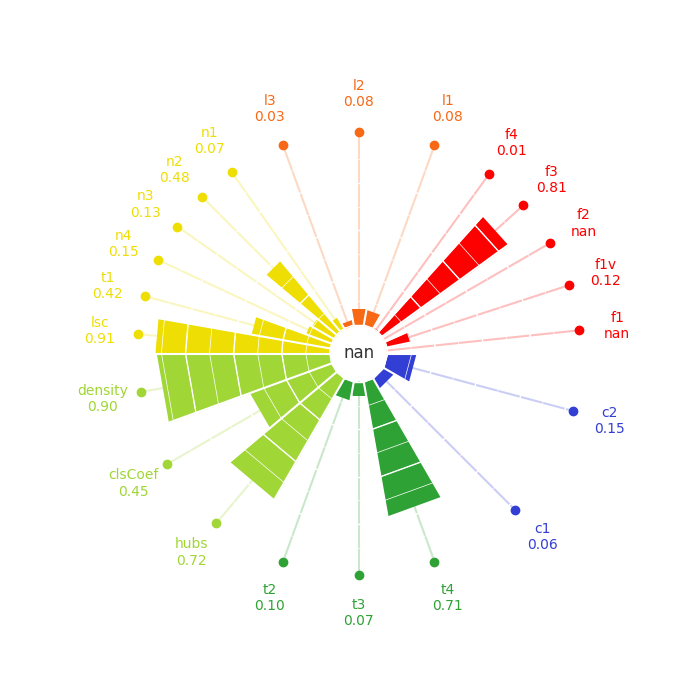 l2
0.08
l3
0.03
l1
0.08
n1
0.07
f4
0.01
n2
0.48
f3
0.81
n3
0.13
f2
nan
n4
0.15
f1v
0.12
t1
0.42
f1
nan
lsc
0.91
nan
density
0.90
c2
0.15
clsCoef
0.45
hubs
0.72
c1
0.06
t2
0.10
t3
0.07
t4
0.71